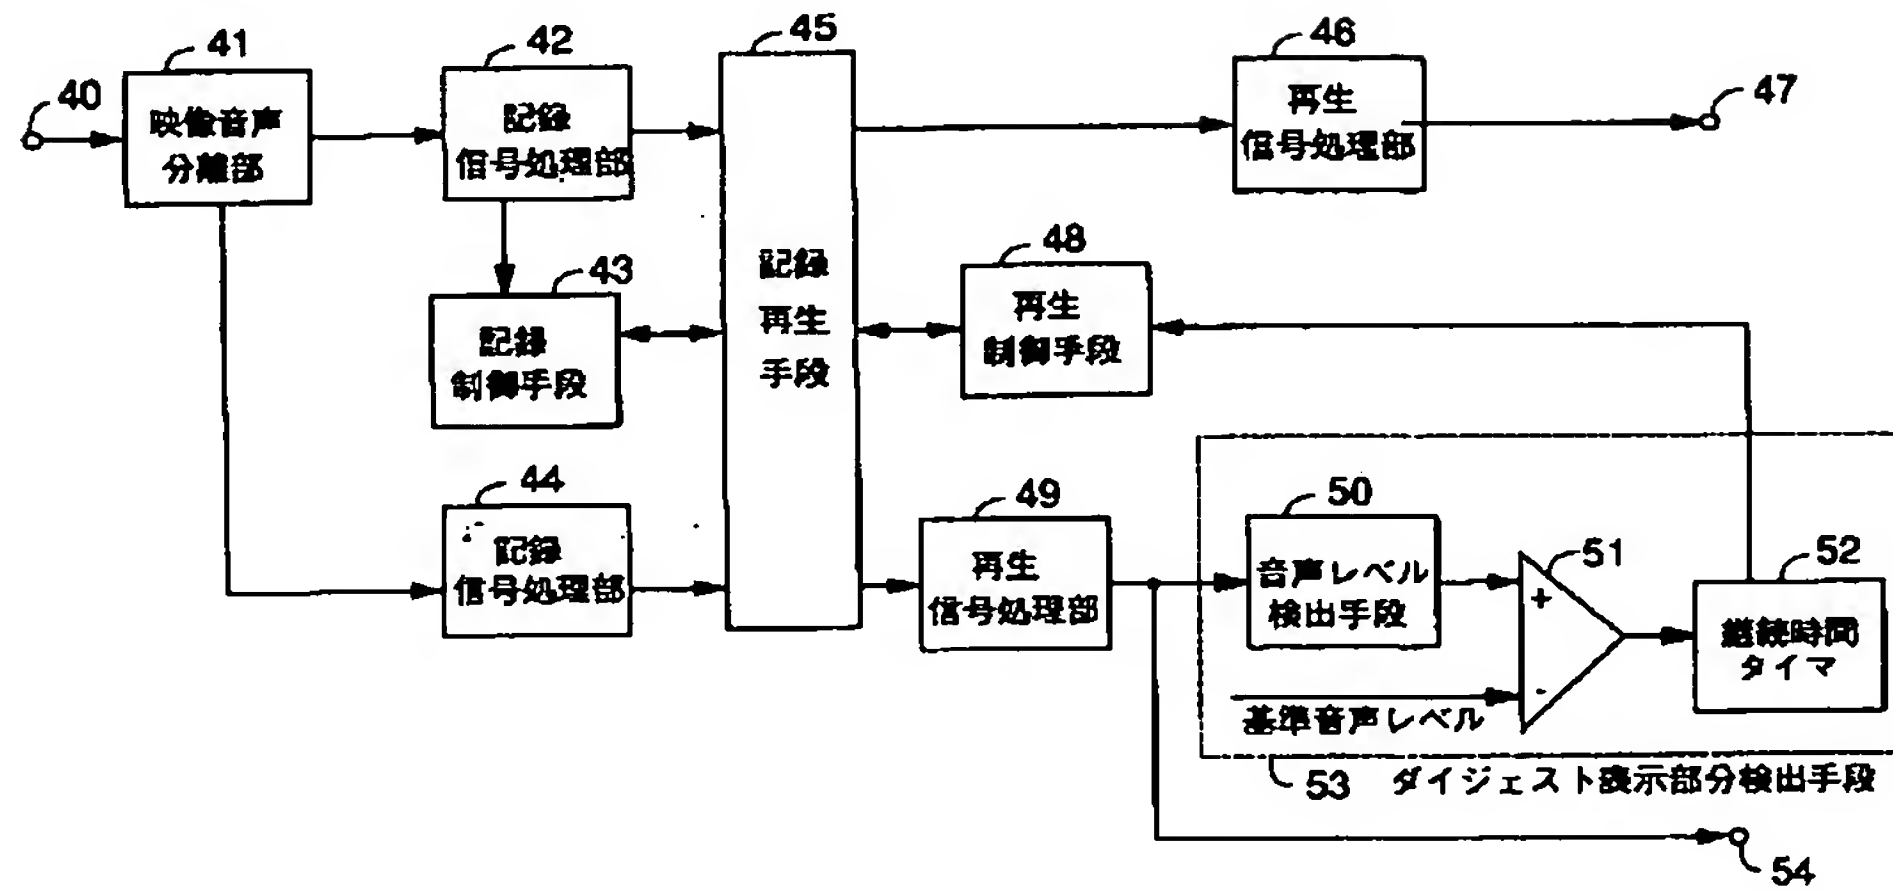 40
41
映像音声
分離部
42
記録
信号処理部
43
記録
制御手段
44
記録
信号処理部
45
記録
再生
手段
46
再生
信号処理部
47
48
再生
制御手段
49
再生
信号処理部
50
音声レベル
検出手段
51
+
-
基準音声レベル
52
継続時間
タイマ
53 ダイジェスト表示部分検出手段
54